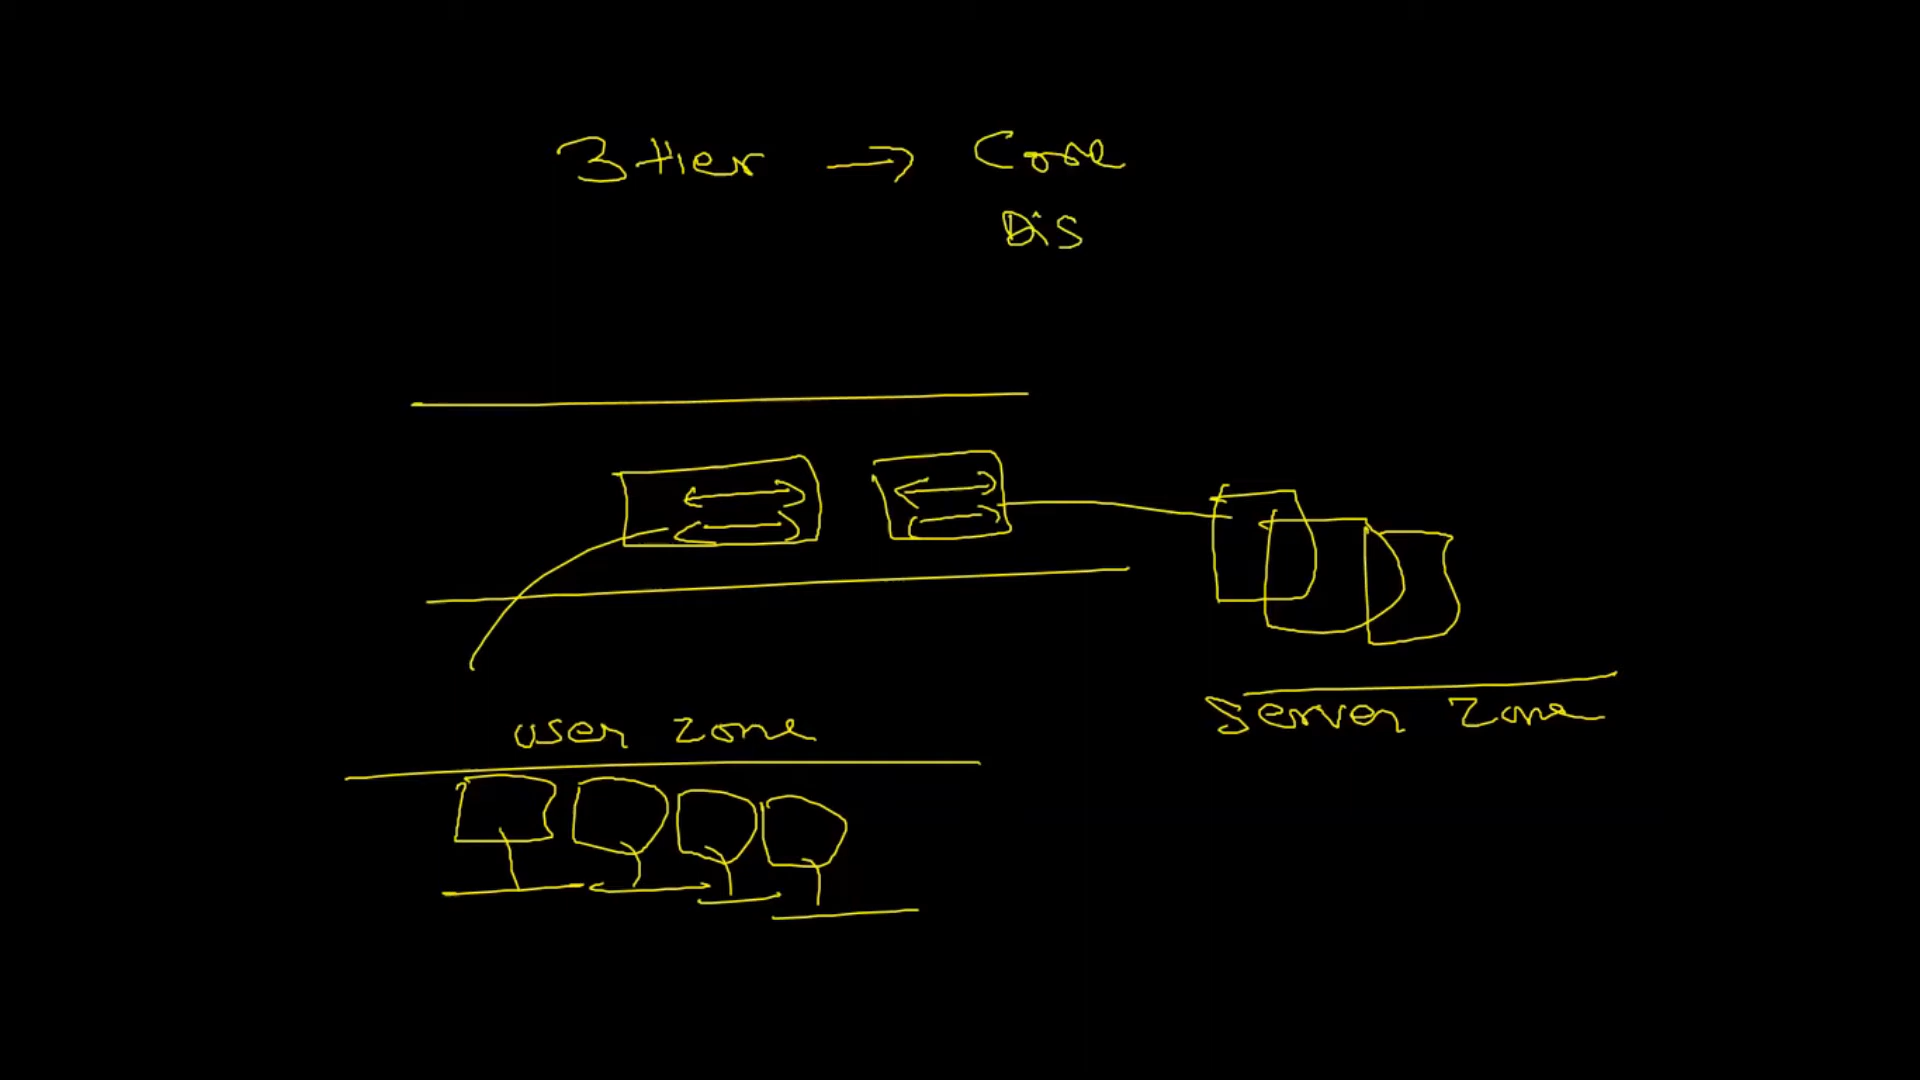 3 tier → Core
Dis
user zone
Server Zone